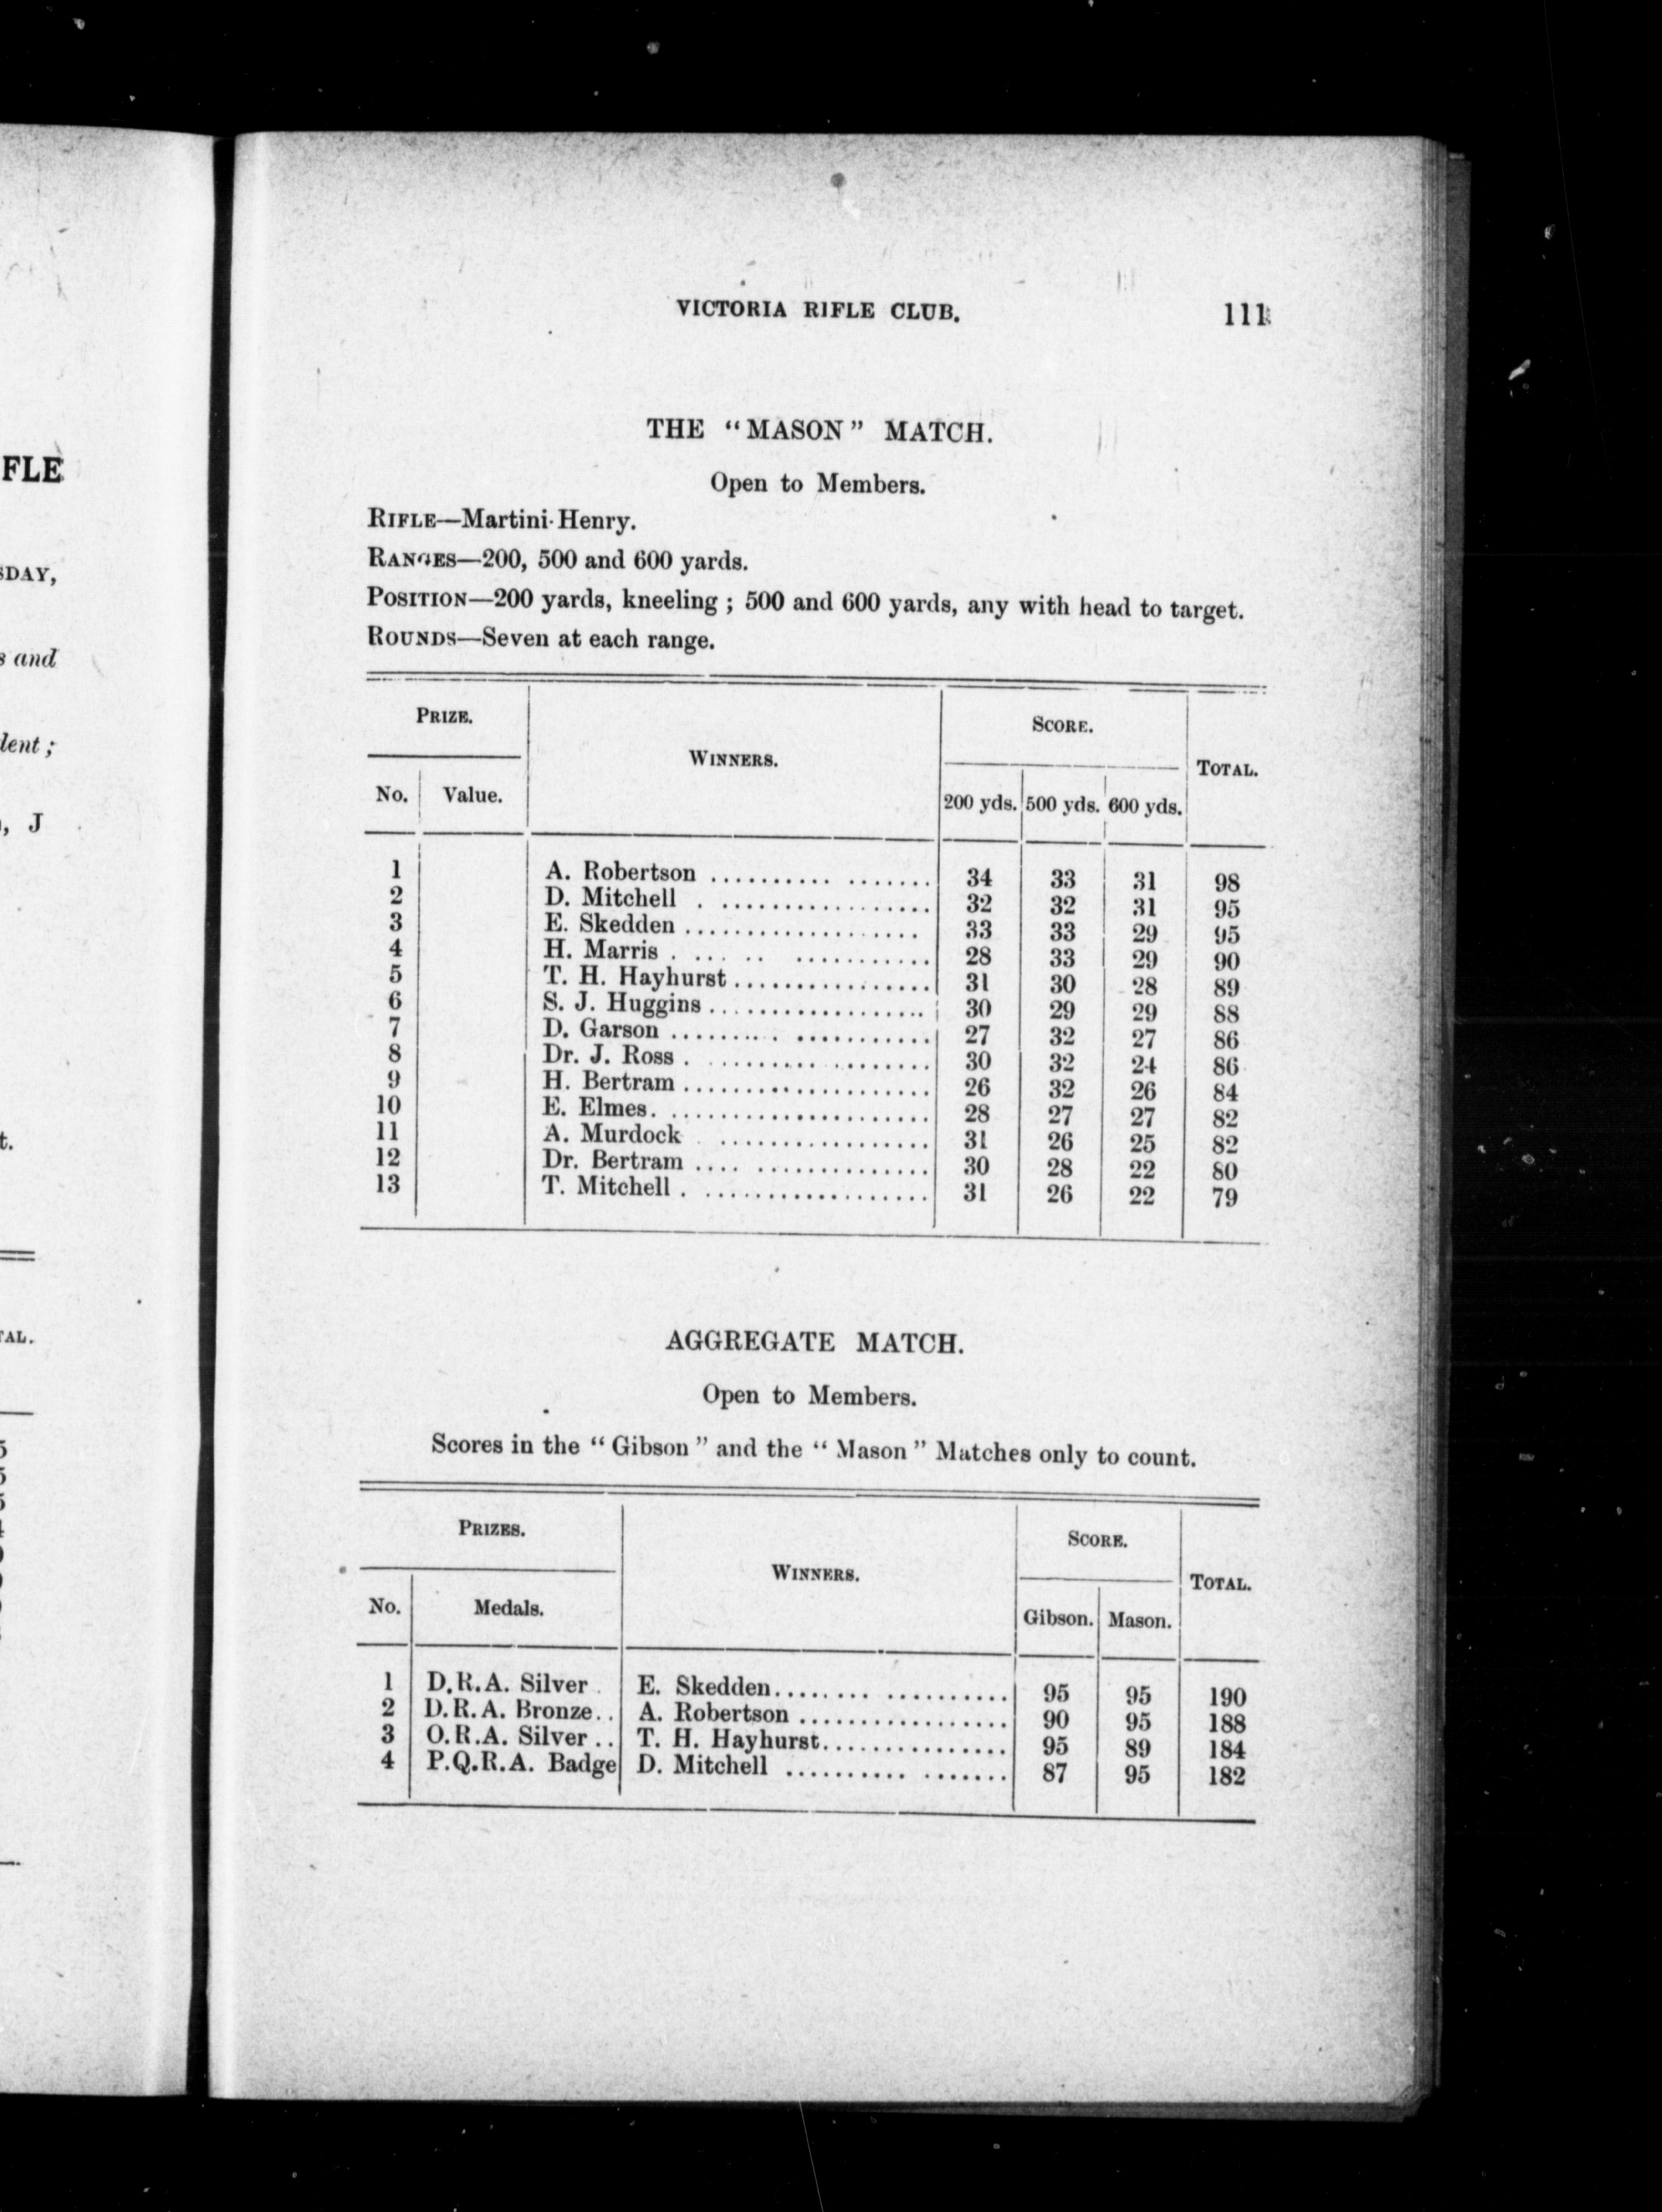 FLE
SDAY,
s and
lent ;
, J
t.
TAL.
VICTORIA RIFLE CLUB. 111
THE "MASON" MATCH.
Open to Members.
RIFLE—Martini-Henry.
RANGES—200, 500 and 600 yards.
POSITION—200 yards, kneeling ; 500 and 600 yards, any with head to target.
ROUNDS—Seven at each range.
PRIZE. WINNERS. SCORE. TOTAL.
No. Value. 200 yds. 500 yds. 600 yds.
1 A. Robertson .......... ....... 34 33 31 98
2 D. Mitchell . ................. 32 32 31 95
3 E. Skedden ................... 33 33 29 95
4 H. Marris . ... .. ........... 28 33 29 90
5 T. H. Hayhurst ................ 31 30 28 89
6 S. J. Huggins .................. 30 29 29 88
7 D. Garson ......... ........... 27 32 27 86
8 Dr. J. Ross . .................. 30 32 24 86
9 H. Bertram .................... 26 32 26 84
10 E. Elmes. ..................... 28 27 27 82
11 A. Murdock ................. 31 26 25 82
12 Dr. Bertram .... .............. 30 28 22 80
13 T. Mitchell . ................... 31 26 22 79
AGGREGATE MATCH.
Open to Members.
Scores in the "Gibson" and the "Mason" Matches only to count.
PRIZES. WINNERS. SCORE. TOTAL.
No. Medals. Gibson. Mason.
1 D.R.A. Silver . E. Skedden........ .......... 95 95 190
2 D.R.A. Bronze.. A. Robertson ................. 90 95 188
3 O.R.A. Silver .. T. H. Hayhurst............... 95 89 184
4 P.Q.R.A. Badge D. Mitchell .......... ....... 87 95 182